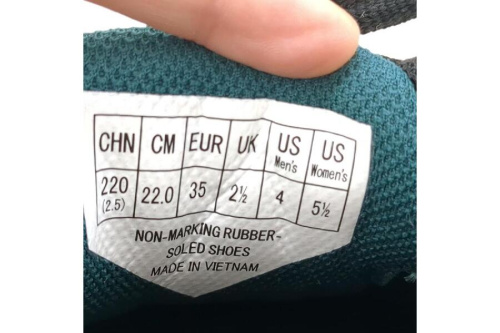 CHN CM EUR UK US Men's US Women's
220 (2.5) 22.0 35 2½ 4 5½
NON-MARKING RUBBER-
SOLED SHOES
MADE IN VIETNAM